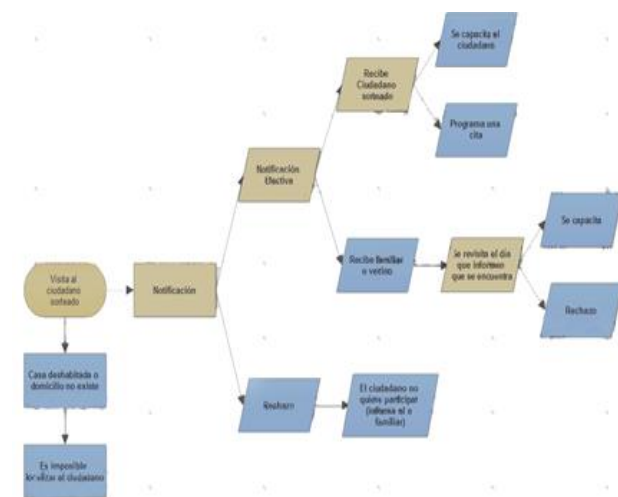 Se capacita el
ciudadano
Recibe
Ciudadano
sorteado
Programa una
cita
Notificación
Efectiva
Se capacita
Recibe familiar
o vecino
Se revisita el día
que informen
que se encuentra
Visita al
ciudadano
sorteado
Notificación
Rechazo
Casa deshabitada o
domicilio no existe
Rechazo
El ciudadano no
quiere participar
(informa él o
familiar)
Es imposible
localizar al ciudadano